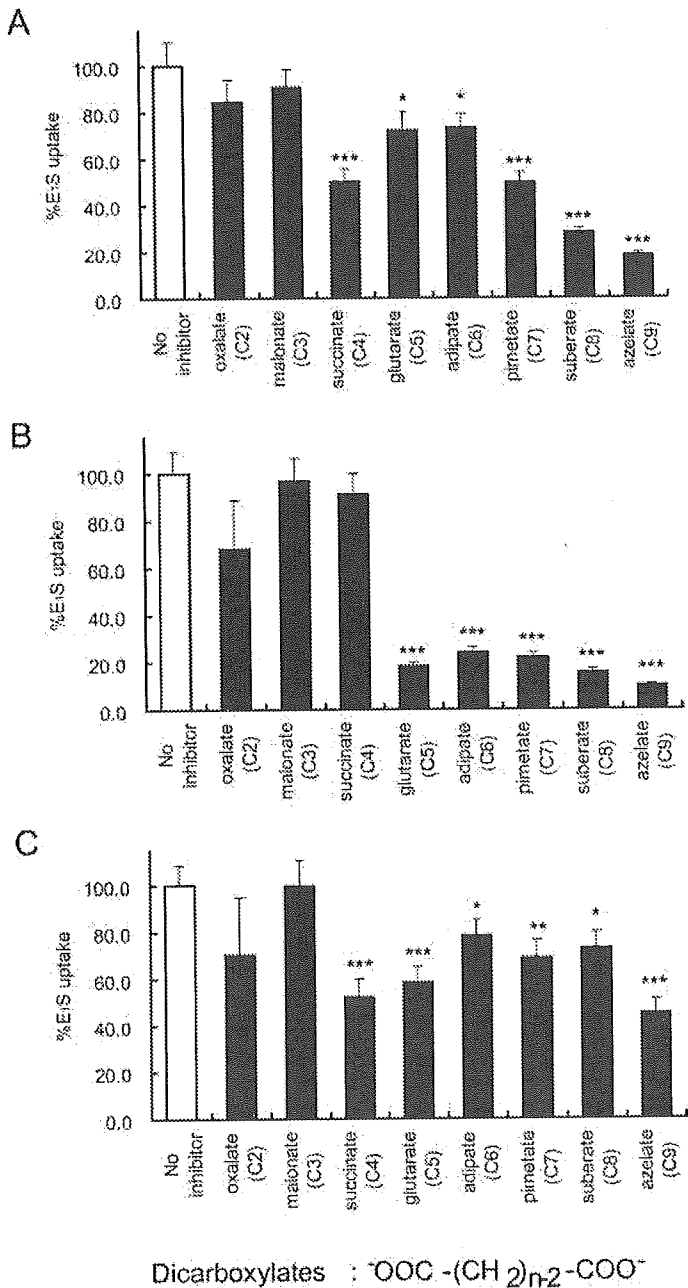 A
%E1S uptake
100.0
80.0
60.0
40.0
20.0
0.0
*
*
***
***
***
***
No inhibitor
oxalate (C2)
malonate (C3)
succinate (C4)
glutarate (C5)
adipate (C6)
pimetate (C7)
suberate (C8)
azelate (C9)
B
%E1S uptake
100.0
80.0
60.0
40.0
20.0
0.0
***
***
***
***
***
No inhibitor
oxalate (C2)
malonate (C3)
succinate (C4)
glutarate (C5)
adipate (C6)
pimetate (C7)
suberate (C8)
azelate (C9)
C
%E1S uptake
100.0
80.0
60.0
40.0
20.0
0.0
***
***
*
**
*
***
No inhibitor
oxalate (C2)
malonate (C3)
succinate (C4)
glutarate (C5)
adipate (C6)
pimetate (C7)
suberate (C8)
azelate (C9)
Dicarboxylates : -OOC -(CH 2)n-2 -COO-